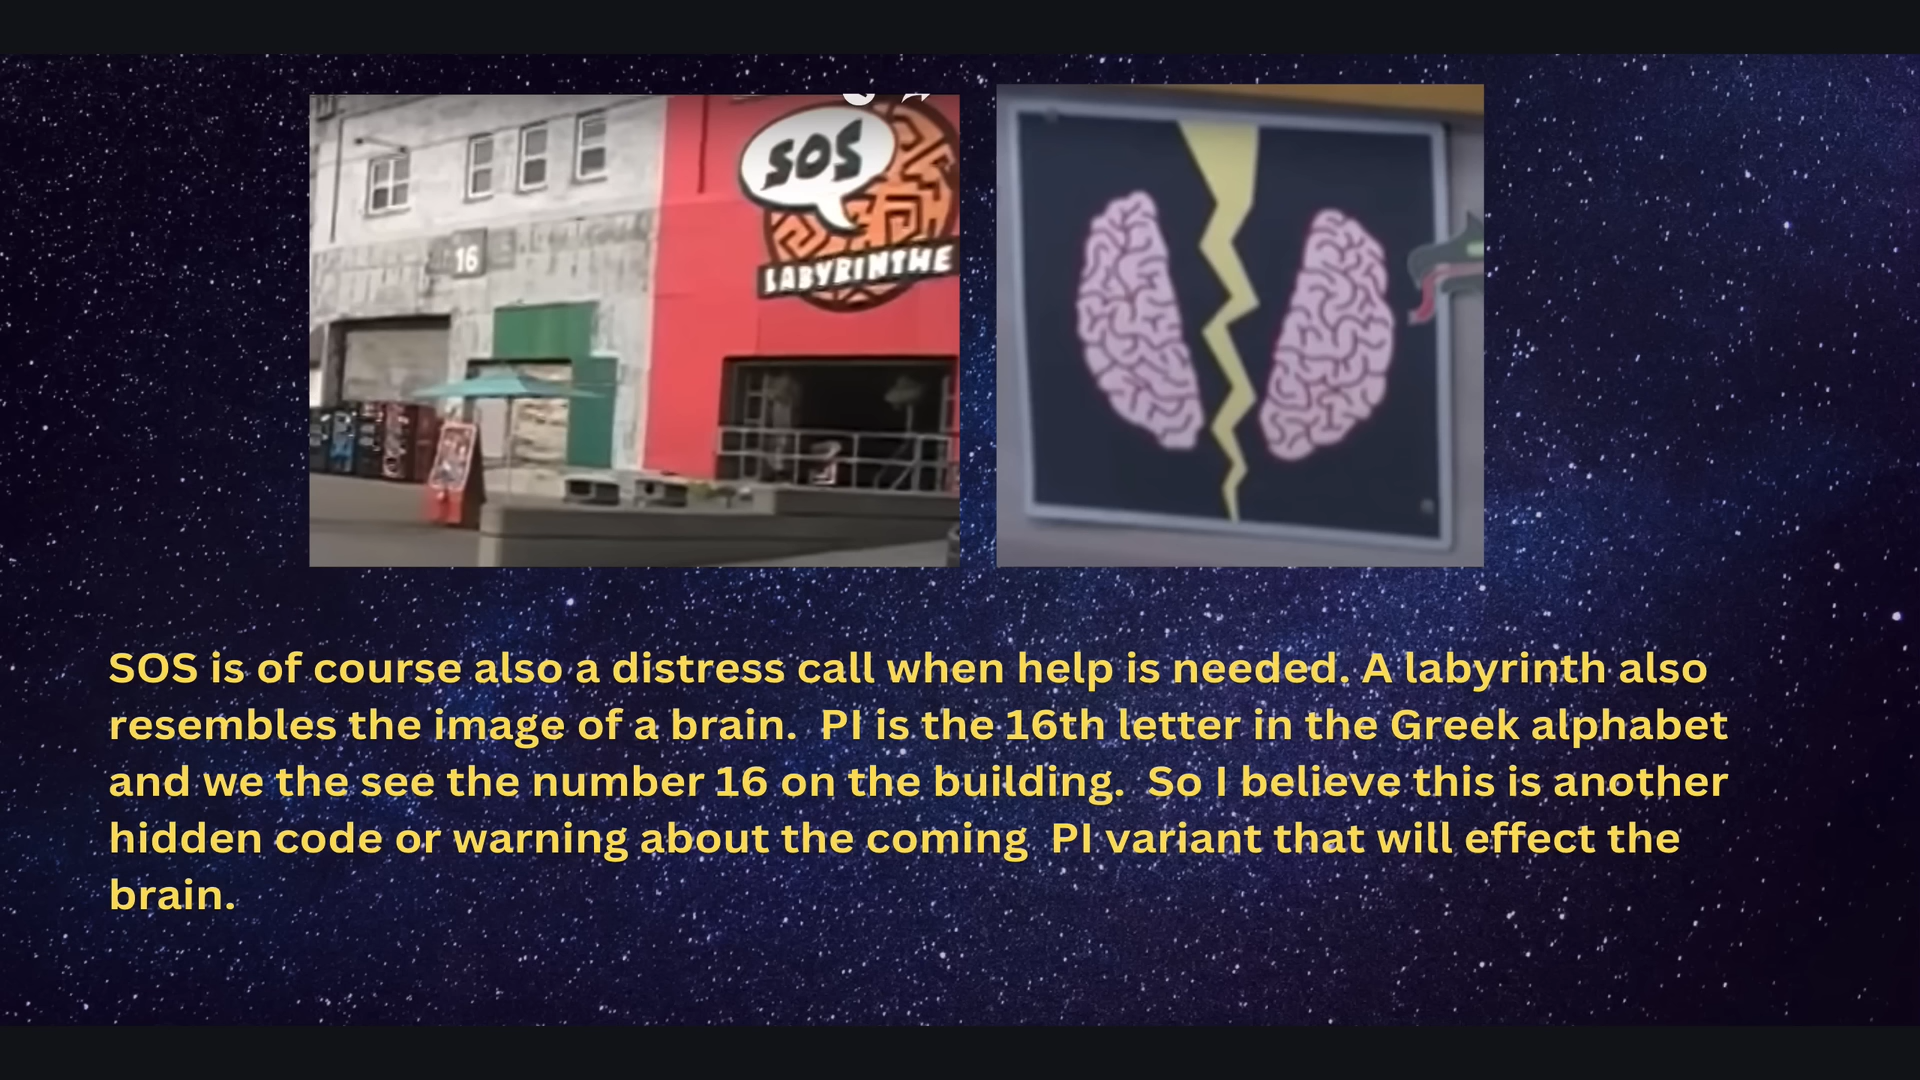 SOS
16
LABYRINTHE
SOS is of course also a distress call when help is needed. A labyrinth also
resembles the image of a brain.  PI is the 16th letter in the Greek alphabet
and we the see the number 16 on the building.  So I believe this is another
hidden code or warning about the coming  PI variant that will effect the
brain.